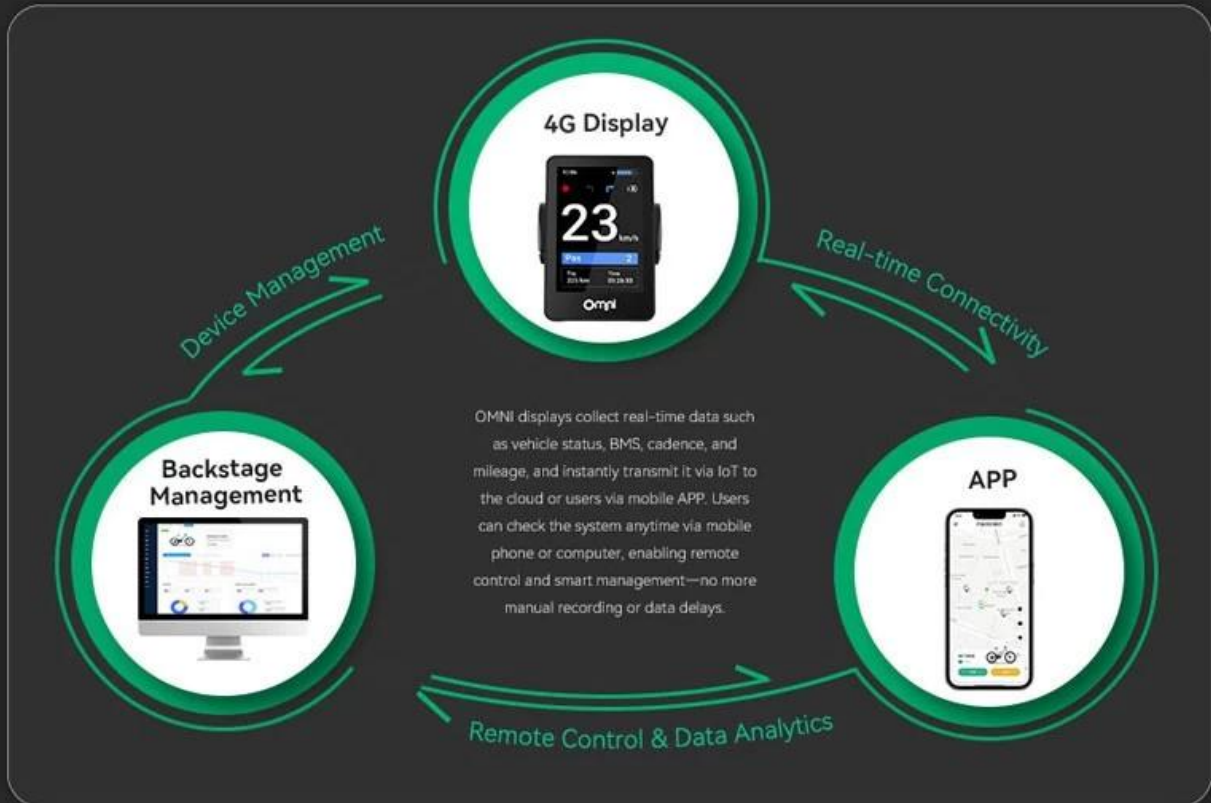 4G Display
23
km/h
Pas 2
Trip
Time
Omni
Device Management
Real-time Connectivity
OMNI displays collect real-time data such
as vehicle status, BMS, cadence, and
mileage, and instantly transmit it via IoT to
the cloud or users via mobile APP. Users
can check the system anytime via mobile
phone or computer, enabling remote
control and smart management—no more
manual recording or data delays.
Backstage
Management
APP
Remote Control & Data Analytics